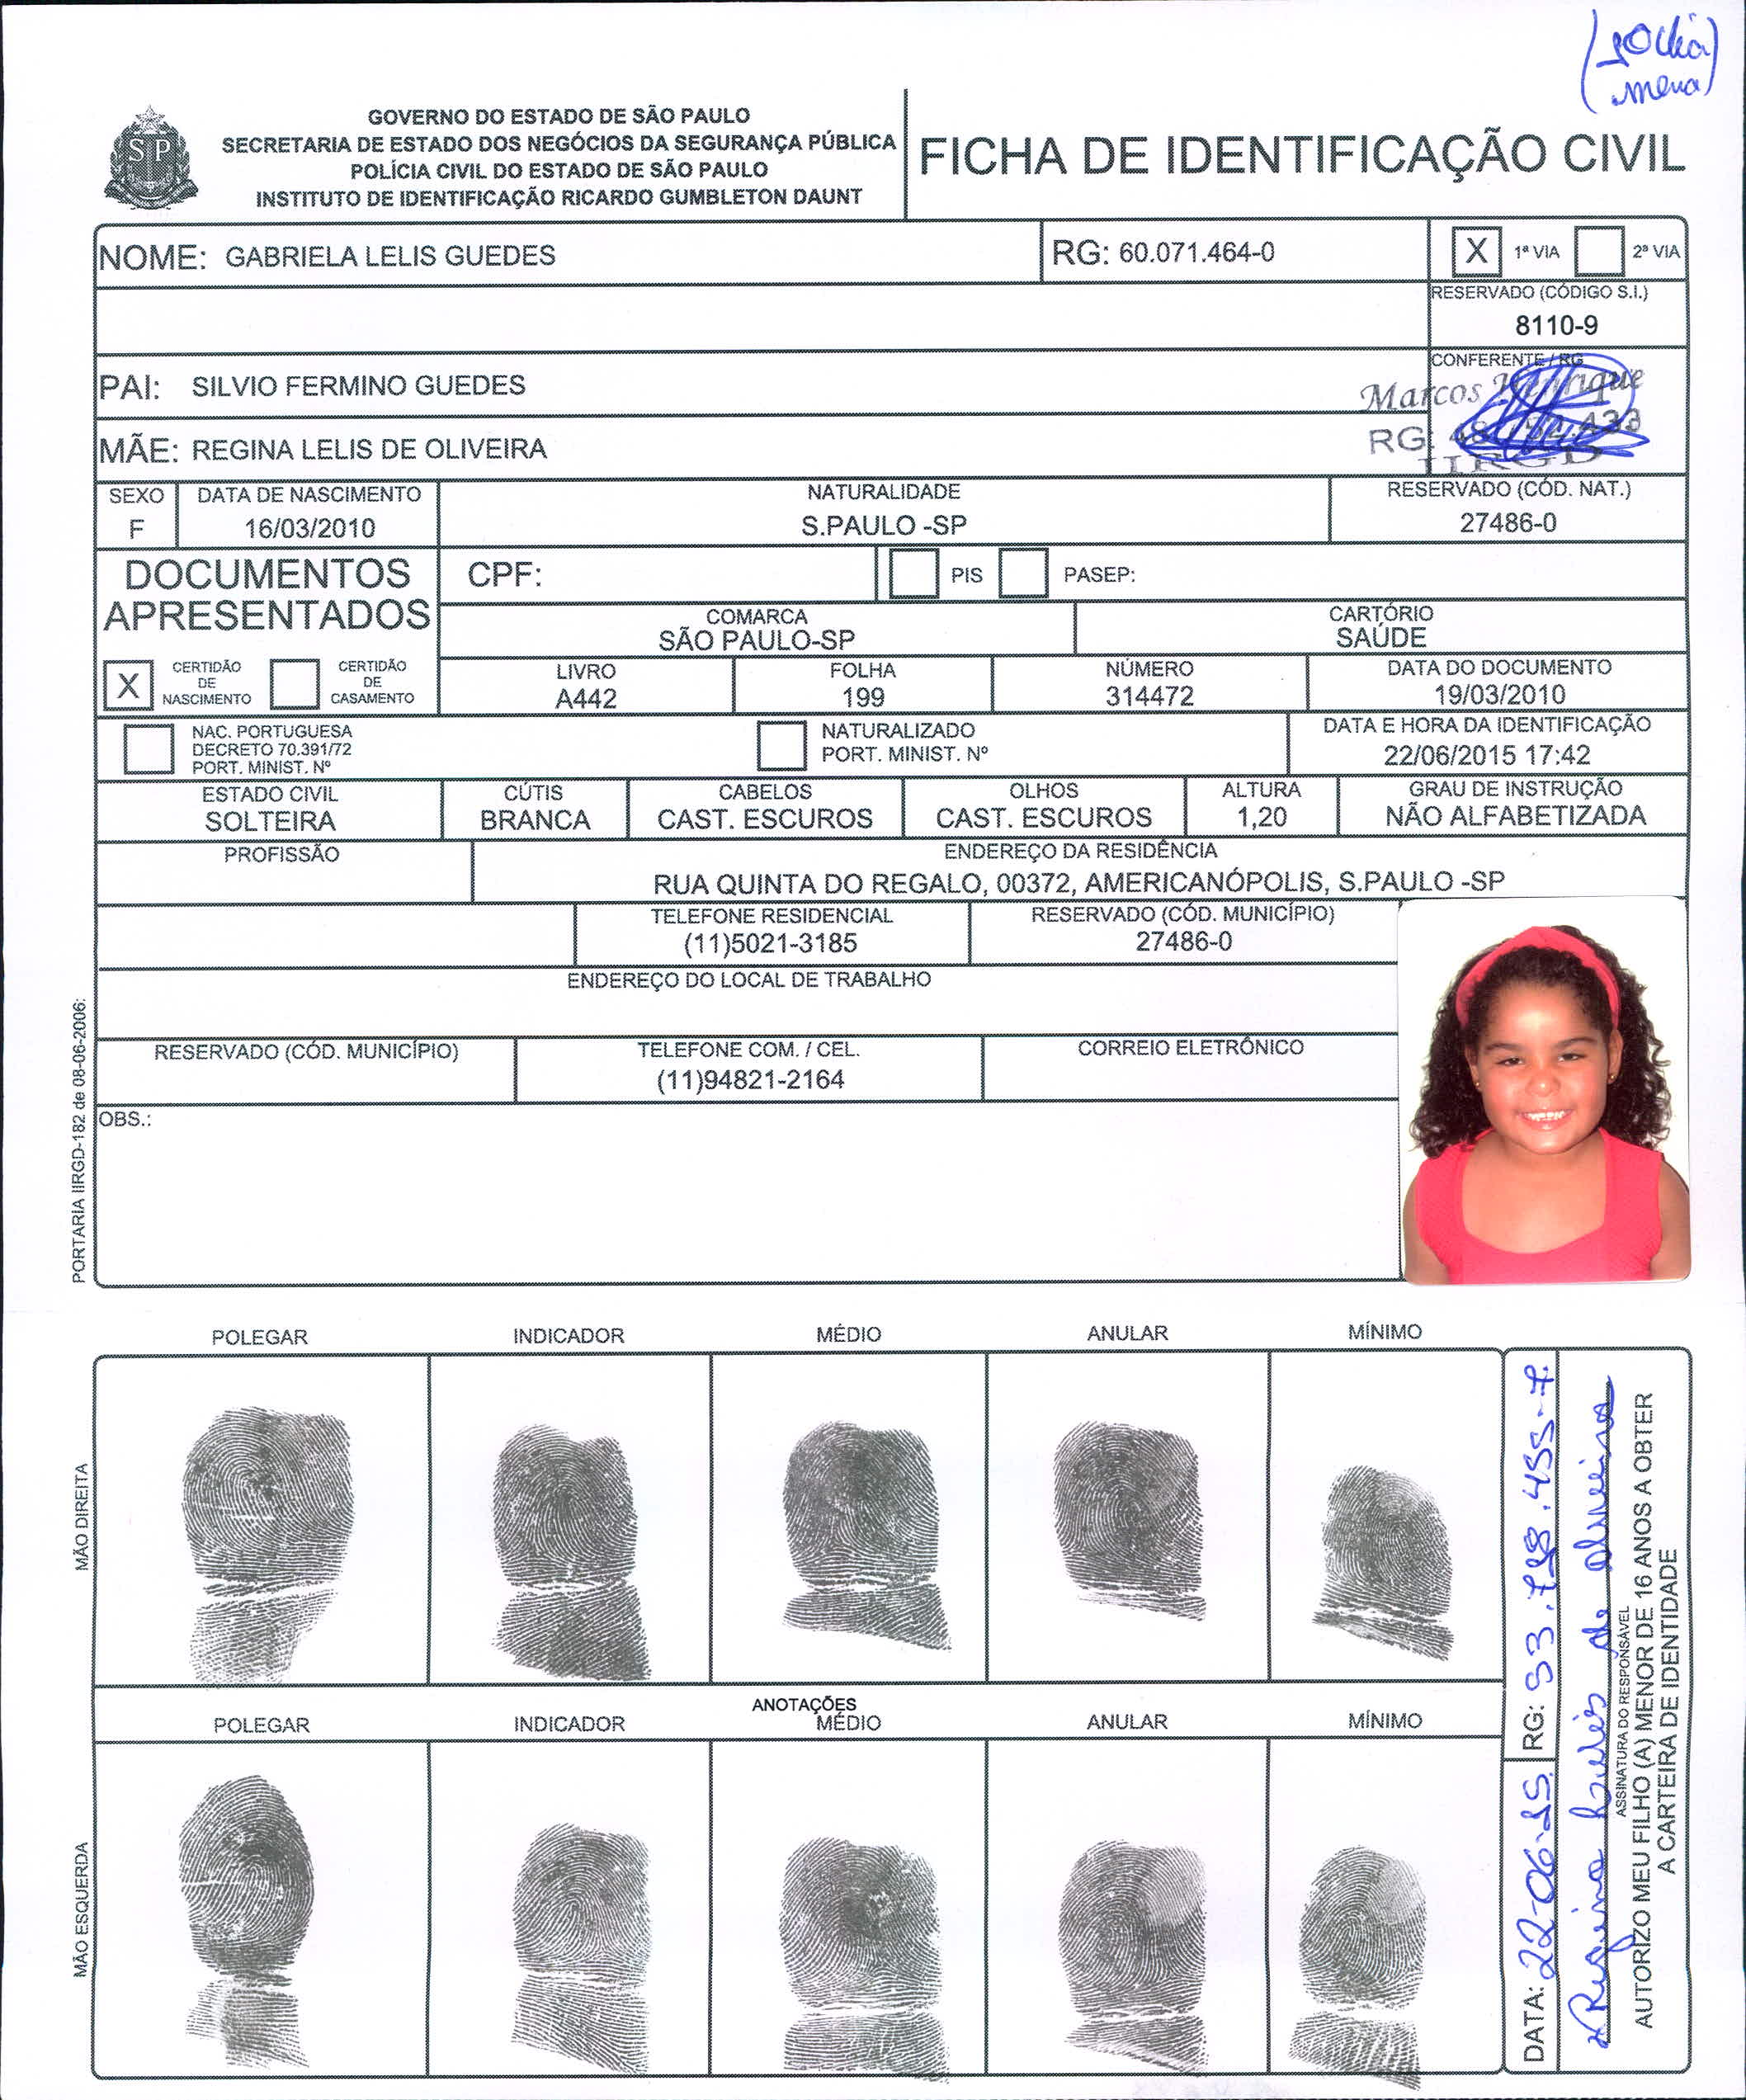 GOVERNO DO ESTADO DE SÃO PAULO
SECRETARIA DE ESTADO DOS NEGÓCIOS DA SEGURANÇA PÚBLICA
POLÍCIA CIVIL DO ESTADO DE SÃO PAULO
INSTITUTO DE IDENTIFICAÇÃO RICARDO GUMBLETON DAUNT
SP
FICHA DE IDENTIFICAÇÃO CIVIL
NOME: GABRIELA LELIS GUEDES
RG: 60.071.464-0
X 1ª VIA 2ª VIA
RESERVADO (CÓDIGO S.I.)
8110-9
PAI: SILVIO FERMINO GUEDES
CONFERENTE / RG
Marcos Henrique
RG:
IIRGD
MÃE: REGINA LELIS DE OLIVEIRA
SEXO
F
DATA DE NASCIMENTO
16/03/2010
NATURALIDADE
S.PAULO -SP
RESERVADO (CÓD. NAT.)
27486-0
DOCUMENTOS
APRESENTADOS
CPF:
PIS
PASEP:
COMARCA
SÃO PAULO-SP
CARTÓRIO
SAÚDE
X CERTIDÃO
DE
NASCIMENTO
CERTIDÃO
DE
CASAMENTO
LIVRO
A442
FOLHA
199
NÚMERO
314472
DATA DO DOCUMENTO
19/03/2010
NAC. PORTUGUESA
DECRETO 70.391/72
PORT. MINIST. Nº
NATURALIZADO
PORT. MINIST. Nº
DATA E HORA DA IDENTIFICAÇÃO
22/06/2015 17:42
ESTADO CIVIL
SOLTEIRA
CÚTIS
BRANCA
CABELOS
CAST. ESCUROS
OLHOS
CAST. ESCUROS
ALTURA
1,20
GRAU DE INSTRUÇÃO
NÃO ALFABETIZADA
PROFISSÃO
ENDEREÇO DA RESIDÊNCIA
RUA QUINTA DO REGALO, 00372, AMERICANÓPOLIS, S.PAULO -SP
TELEFONE RESIDENCIAL
(11)5021-3185
RESERVADO (CÓD. MUNICÍPIO)
27486-0
ENDEREÇO DO LOCAL DE TRABALHO
RESERVADO (CÓD. MUNICÍPIO)
TELEFONE COM. / CEL.
(11)94821-2164
CORREIO ELETRÔNICO
OBS.:
PORTARIA IIRGD-182 de 08-06-2006:
POLEGAR INDICADOR MÉDIO ANULAR MÍNIMO
MÃO DIREITA
ANOTAÇÕES
POLEGAR INDICADOR MÉDIO ANULAR MÍNIMO
MÃO ESQUERDA
DATA: 22-06-15 RG:
Regina Lelis de Oliveira
ASSINATURA DO RESPONSÁVEL
AUTORIZO MEU FILHO (A) MENOR DE 16 ANOS A OBTER
A CARTEIRA DE IDENTIDADE